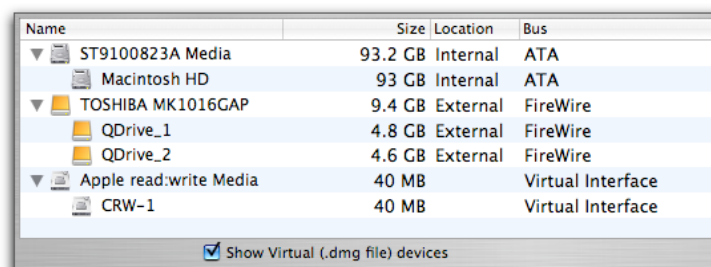 Name Size Location Bus
ST9100823A Media 93.2 GB Internal ATA
Macintosh HD 93 GB Internal ATA
TOSHIBA MK1016GAP 9.4 GB External FireWire
QDrive_1 4.8 GB External FireWire
QDrive_2 4.6 GB External FireWire
Apple read:write Media 40 MB Virtual Interface
CRW-1 40 MB Virtual Interface
Show Virtual (.dmg file) devices